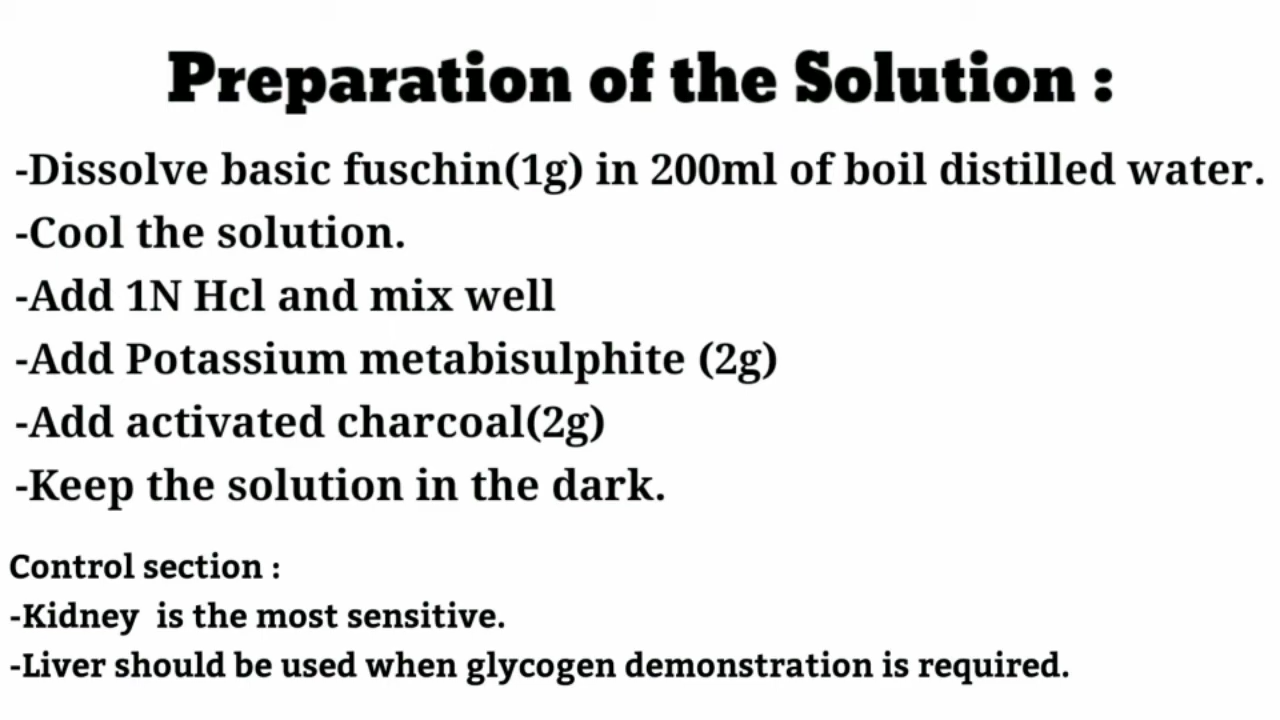 Preparation of the Solution :
-Dissolve basic fuschin(1g) in 200ml of boil distilled water.
-Cool the solution.
-Add 1N Hcl and mix well
-Add Potassium metabisulphite (2g)
-Add activated charcoal(2g)
-Keep the solution in the dark.
Control section :
-Kidney  is the most sensitive.
-Liver should be used when glycogen demonstration is required.